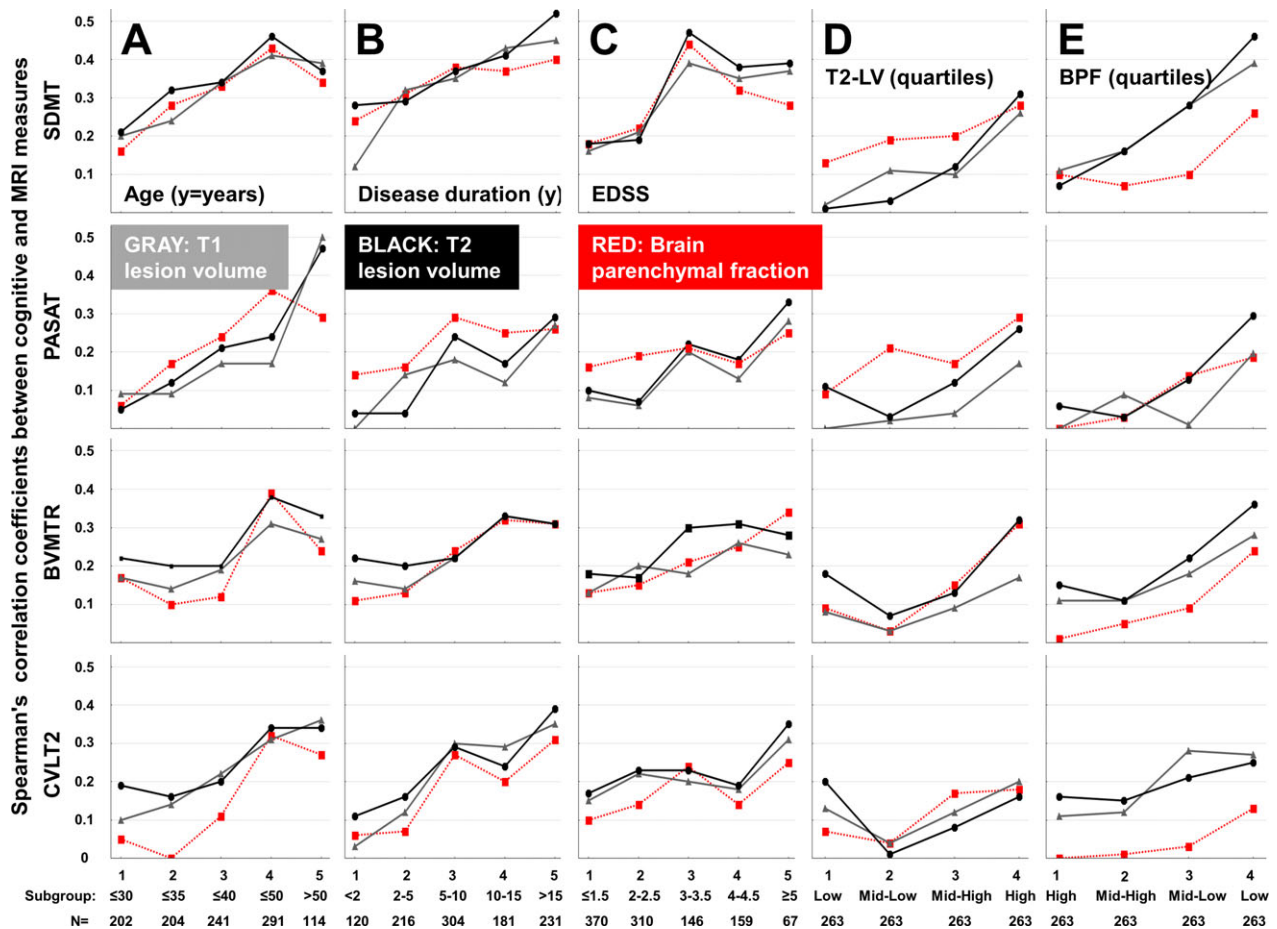 Spearman's correlation coefficients between cognitive and MRI measures
SDMT
0.5
0.4
0.3
0.2
0.1
A
Age (y=years)
B
Disease duration (y)
C
EDSS
D
T2-LV (quartiles)
E
BPF (quartiles)
PASAT
0.5
0.4
0.3
0.2
0.1
GRAY: T1
lesion volume
BLACK: T2
lesion volume
RED: Brain
parenchymal fraction
BVMTR
0.5
0.4
0.3
0.2
0.1
CVLT2
0.5
0.4
0.3
0.2
0.1
0
1 2 3 4 5 1 2 3 4 5 1 2 3 4 5 1 2 3 4 1 2 3 4
Subgroup: ≤30 ≤35 ≤40 ≤50 >50 <2 2-5 5-10 10-15 >15 ≤1.5 2-2.5 3-3.5 4-4.5 ≥5 Low Mid-Low Mid-High High High Mid-High Mid-Low Low
N= 202 204 241 291 114 120 216 304 181 231 370 310 146 159 67 263 263 263 263 263 263 263 263